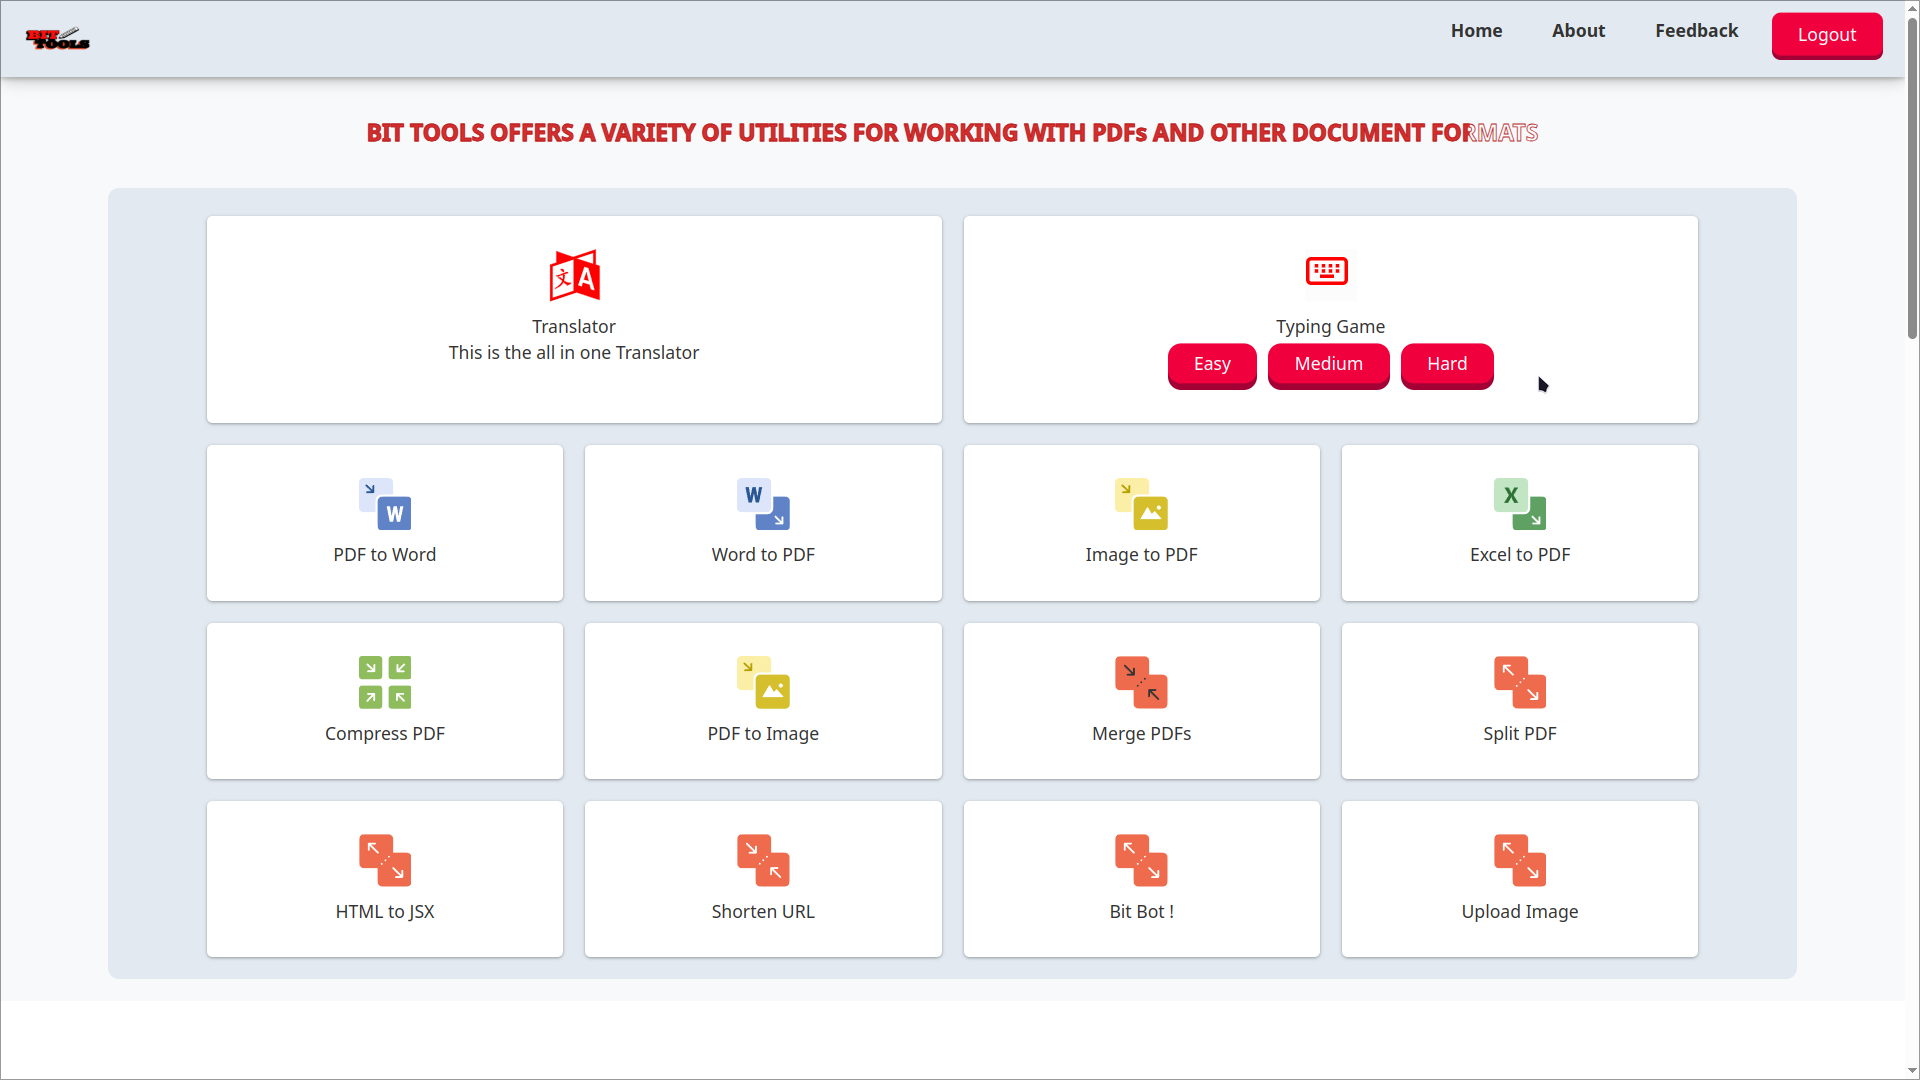 BIT
TOOLS
Home
About
Feedback
Logout
BIT TOOLS OFFERS A VARIETY OF UTILITIES FOR WORKING WITH PDFs AND OTHER DOCUMENT FORMATS
文 A
Translator
This is the all in one Translator
Typing Game
Easy
Medium
Hard
W
PDF to Word
W
Word to PDF
Image to PDF
X
Excel to PDF
Compress PDF
PDF to Image
Merge PDFs
Split PDF
HTML to JSX
Shorten URL
Bit Bot !
Upload Image